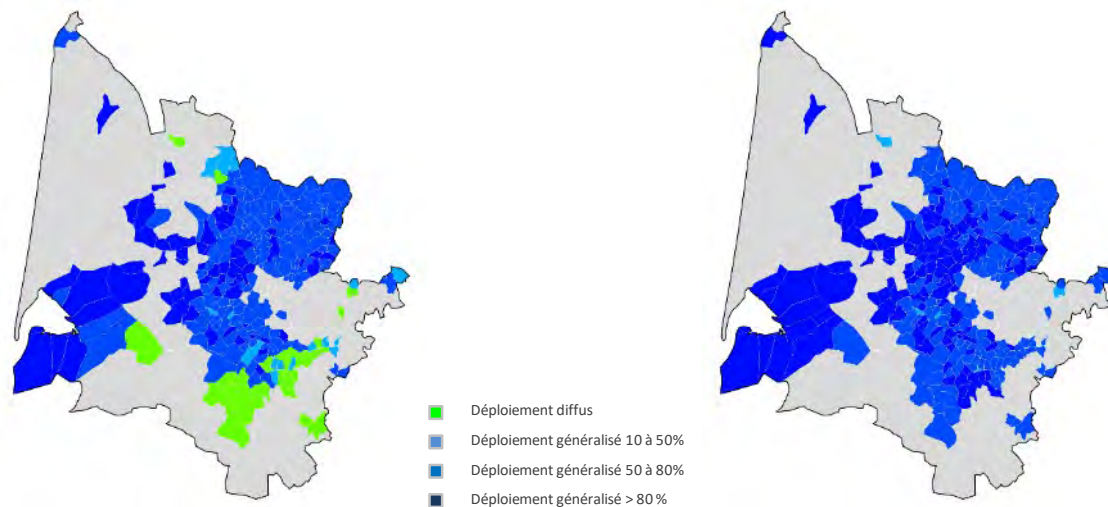 Déploiement diffus
Déploiement généralisé 10 à 50%
Déploiement généralisé 50 à 80%
Déploiement généralisé > 80 %